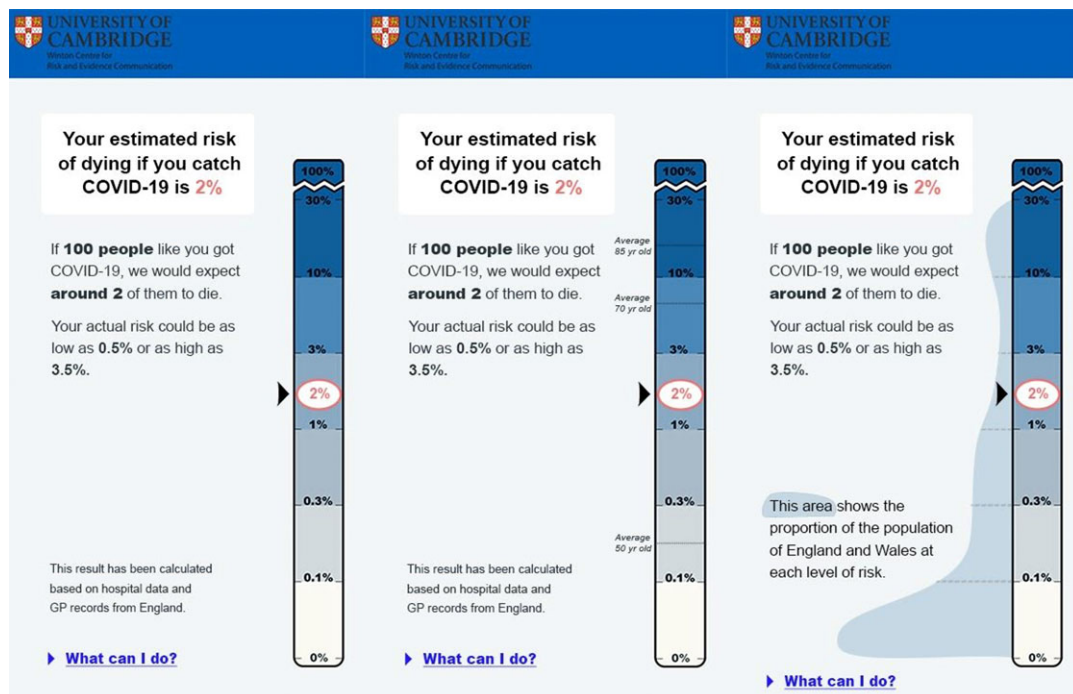 UNIVERSITY OF
CAMBRIDGE
Winton Centre for
Risk and Evidence Communication
Your estimated risk
of dying if you catch
COVID-19 is 2%
If 100 people like you got
COVID-19, we would expect
around 2 of them to die.
Your actual risk could be as
low as 0.5% or as high as
3.5%.
This result has been calculated
based on hospital data and
GP records from England.
What can I do?
100%
30%
10%
3%
2%
1%
0.3%
0.1%
0%
UNIVERSITY OF
CAMBRIDGE
Winton Centre for
Risk and Evidence Communication
Your estimated risk
of dying if you catch
COVID-19 is 2%
If 100 people like you got
COVID-19, we would expect
around 2 of them to die.
Your actual risk could be as
low as 0.5% or as high as
3.5%.
This result has been calculated
based on hospital data and
GP records from England.
What can I do?
Average
85 yr old
Average
70 yr old
Average
50 yr old
100%
30%
10%
3%
2%
1%
0.3%
0.1%
0%
UNIVERSITY OF
CAMBRIDGE
Winton Centre for
Risk and Evidence Communication
Your estimated risk
of dying if you catch
COVID-19 is 2%
If 100 people like you got
COVID-19, we would expect
around 2 of them to die.
Your actual risk could be as
low as 0.5% or as high as
3.5%.
This area shows the
proportion of the population
of England and Wales at
each level of risk.
What can I do?
100%
30%
10%
3%
2%
1%
0.3%
0.1%
0%